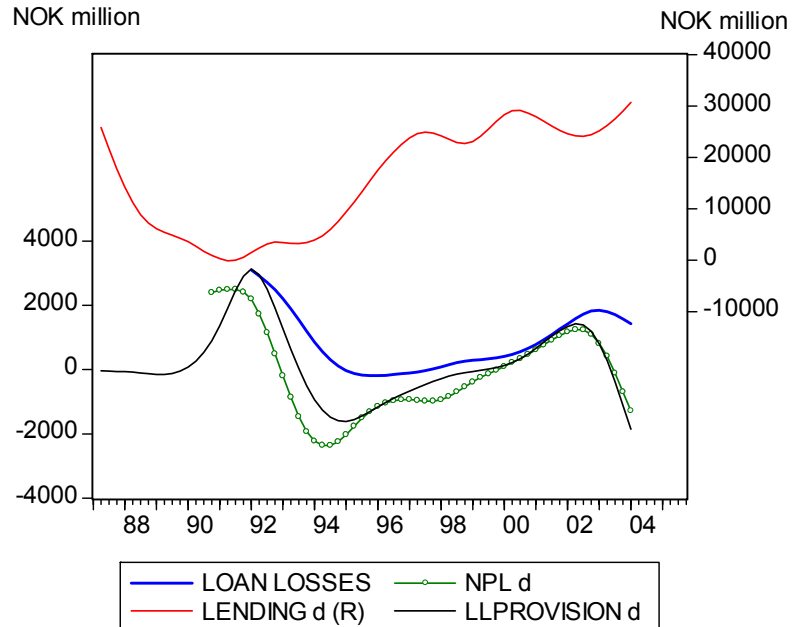 NOK million
NOK million
40000
30000
20000
10000
0
-10000
4000
2000
0
-2000
-4000
88 90 92 94 96 98 00 02 04
LOAN LOSSES
NPL d
LENDING d (R)
LLPROVISION d